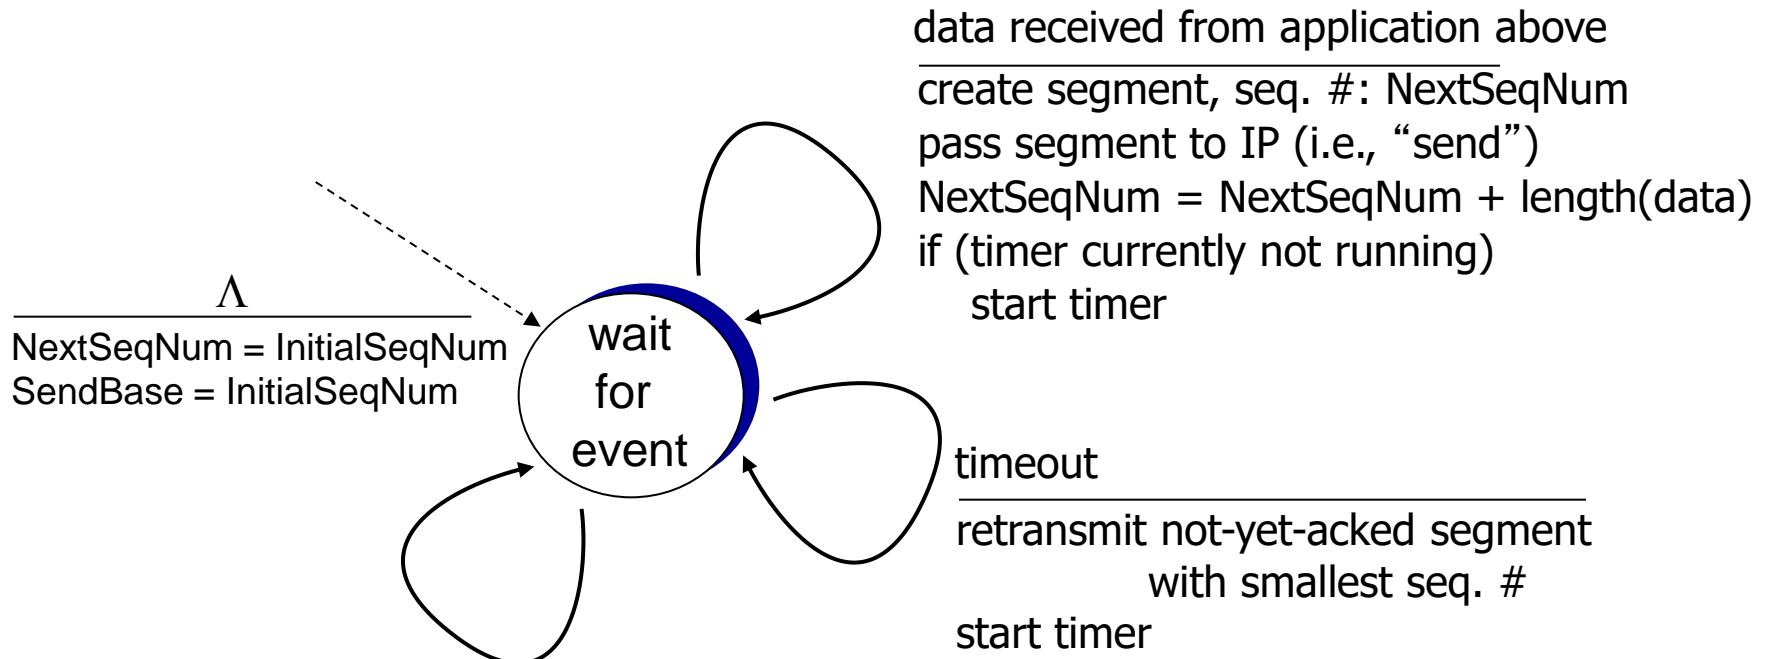 data received from application above
create segment, seq. #: NextSeqNum
pass segment to IP (i.e., “send”)
NextSeqNum = NextSeqNum + length(data)
if (timer currently not running)
start timer
Λ
NextSeqNum = InitialSeqNum
SendBase = InitialSeqNum
wait
for
event
timeout
retransmit not-yet-acked segment
with smallest seq. #
start timer